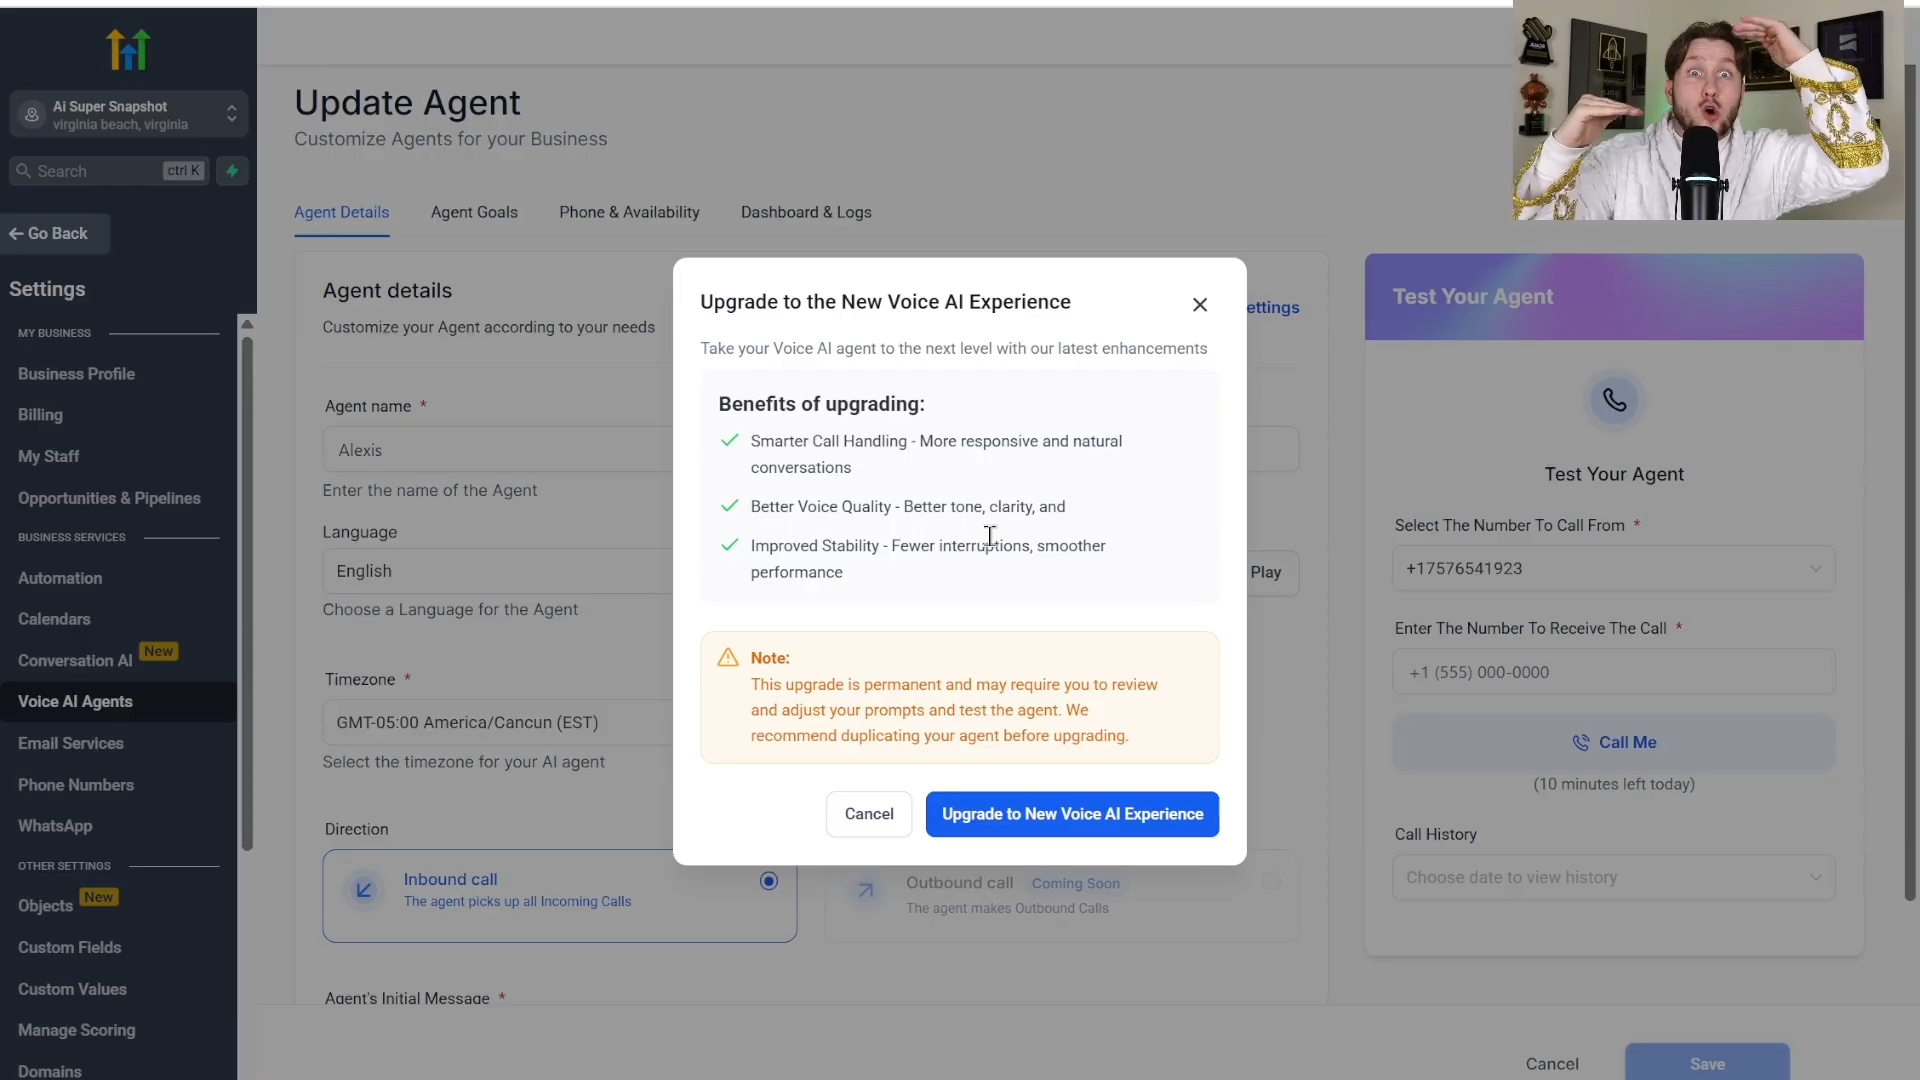 Ai Super Snapshot
virginia beach, virginia
Search
ctrl K
Go Back
Settings
MY BUSINESS
Business Profile
Billing
My Staff
Opportunities & Pipelines
BUSINESS SERVICES
Automation
Calendars
Conversation AI
New
Voice AI Agents
Email Services
Phone Numbers
WhatsApp
OTHER SETTINGS
Objects
New
Custom Fields
Custom Values
Manage Scoring
Domains
Update Agent
Customize Agents for your Business
Agent Details
Agent Goals
Phone & Availability
Dashboard & Logs
Agent details
Customize your Agent according to your needs
ettings
Agent name *
Alexis
Enter the name of the Agent
Language
English
Choose a Language for the Agent
Play
Timezone *
GMT-05:00 America/Cancun (EST)
Select the timezone for your AI agent
Direction
Inbound call
The agent picks up all Incoming Calls
Outbound call
Coming Soon
The agent makes Outbound Calls
Agent's Initial Message *
Upgrade to the New Voice AI Experience
Take your Voice AI agent to the next level with our latest enhancements
Benefits of upgrading:
Smarter Call Handling - More responsive and natural
conversations
Better Voice Quality - Better tone, clarity, and
Improved Stability - Fewer interruptions, smoother
performance
Note:
This upgrade is permanent and may require you to review
and adjust your prompts and test the agent. We
recommend duplicating your agent before upgrading.
Cancel
Upgrade to New Voice AI Experience
Test Your Agent
Test Your Agent
Select The Number To Call From *
+17576541923
Enter The Number To Receive The Call *
+1 (555) 000-0000
Call Me
(10 minutes left today)
Call History
Choose date to view history
Cancel
Save